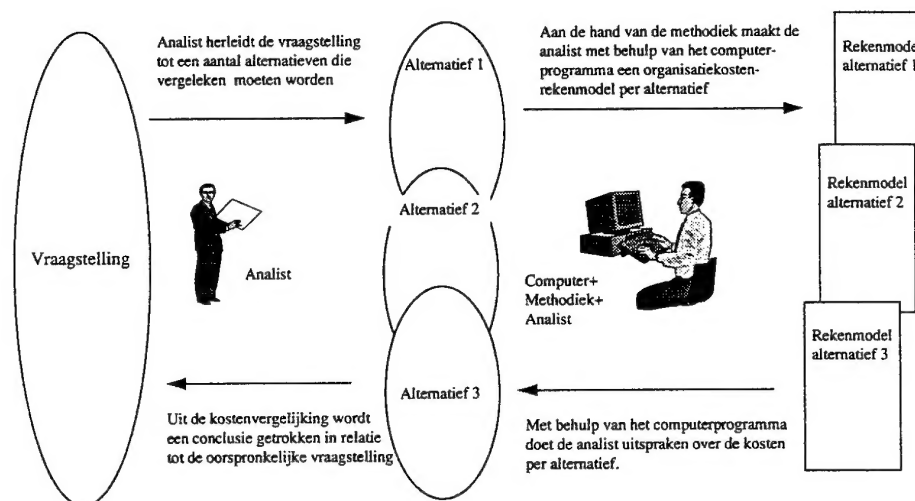 Analist herleidt de vraagstelling
tot een aantal alternatieven die
vergeleken moeten worden
Alternatief 1
Aan de hand van de methodiek maakt de
analist met behulp van het computer-
programma een organisatiekosten-
rekenmodel per alternatief
Rekenmodel
alternatief 1
Vraagstelling
Analist
Alternatief 2
Computer+
Methodiek+
Analist
Rekenmodel
alternatief 2
Rekenmodel
alternatief 3
Alternatief 3
Uit de kostenvergelijking wordt
een conclusie getrokken in relatie
tot de oorspronkelijke vraagstelling
Met behulp van het computerprogramma
doet de analist uitspraken over de kosten
per alternatief.